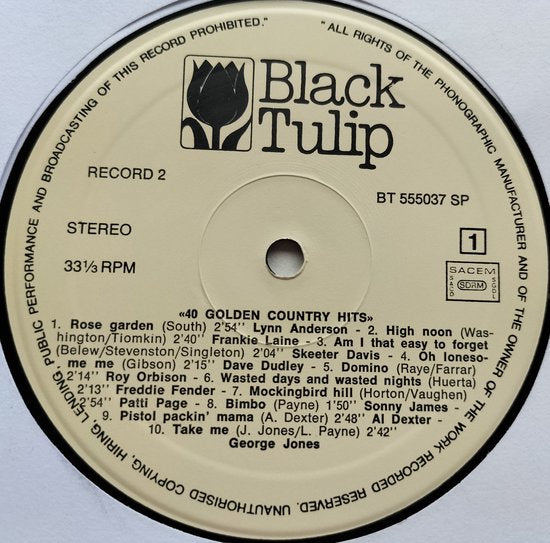 "ALL RIGHTS OF THE PHONOGRAPHIC MANUFACTURER AND OF THE OWNER OF THE WORK RECORDED RESERVED. UNAUTHORISED COPYING, HIRING, LENDING, PUBLIC PERFORMANCE AND BROADCASTING OF THIS RECORD PROHIBITED."
Black
Tulip
RECORD 2
BT 555037 SP
STEREO
1
33⅓ RPM
SACEM
SACD
SDRM
SGDL
«40 GOLDEN COUNTRY HITS»
1. Rose garden (South) 2'54'' Lynn Anderson - 2. High noon (Was-
hington/Tiomkin) 2'40'' Frankie Laine - 3. Am I that easy to forget
(Belew/Stevenston/Singleton) 2'04'' Skeeter Davis - 4. Oh loneso-
me me (Gibson) 2'15'' Dave Dudley - 5. Domino (Raye/Farrar)
2'14'' Roy Orbison - 6. Wasted days and wasted nights (Huerta)
2'13'' Freddie Fender - 7. Mockingbird hill (Horton/Vaughen)
2'54'' Patti Page - 8. Bimbo (Payne) 1'50'' Sonny James -
9. Pistol packin' mama (A. Dexter) 2'48'' Al Dexter -
10. Take me (J. Jones/L. Payne) 2'42''
George Jones